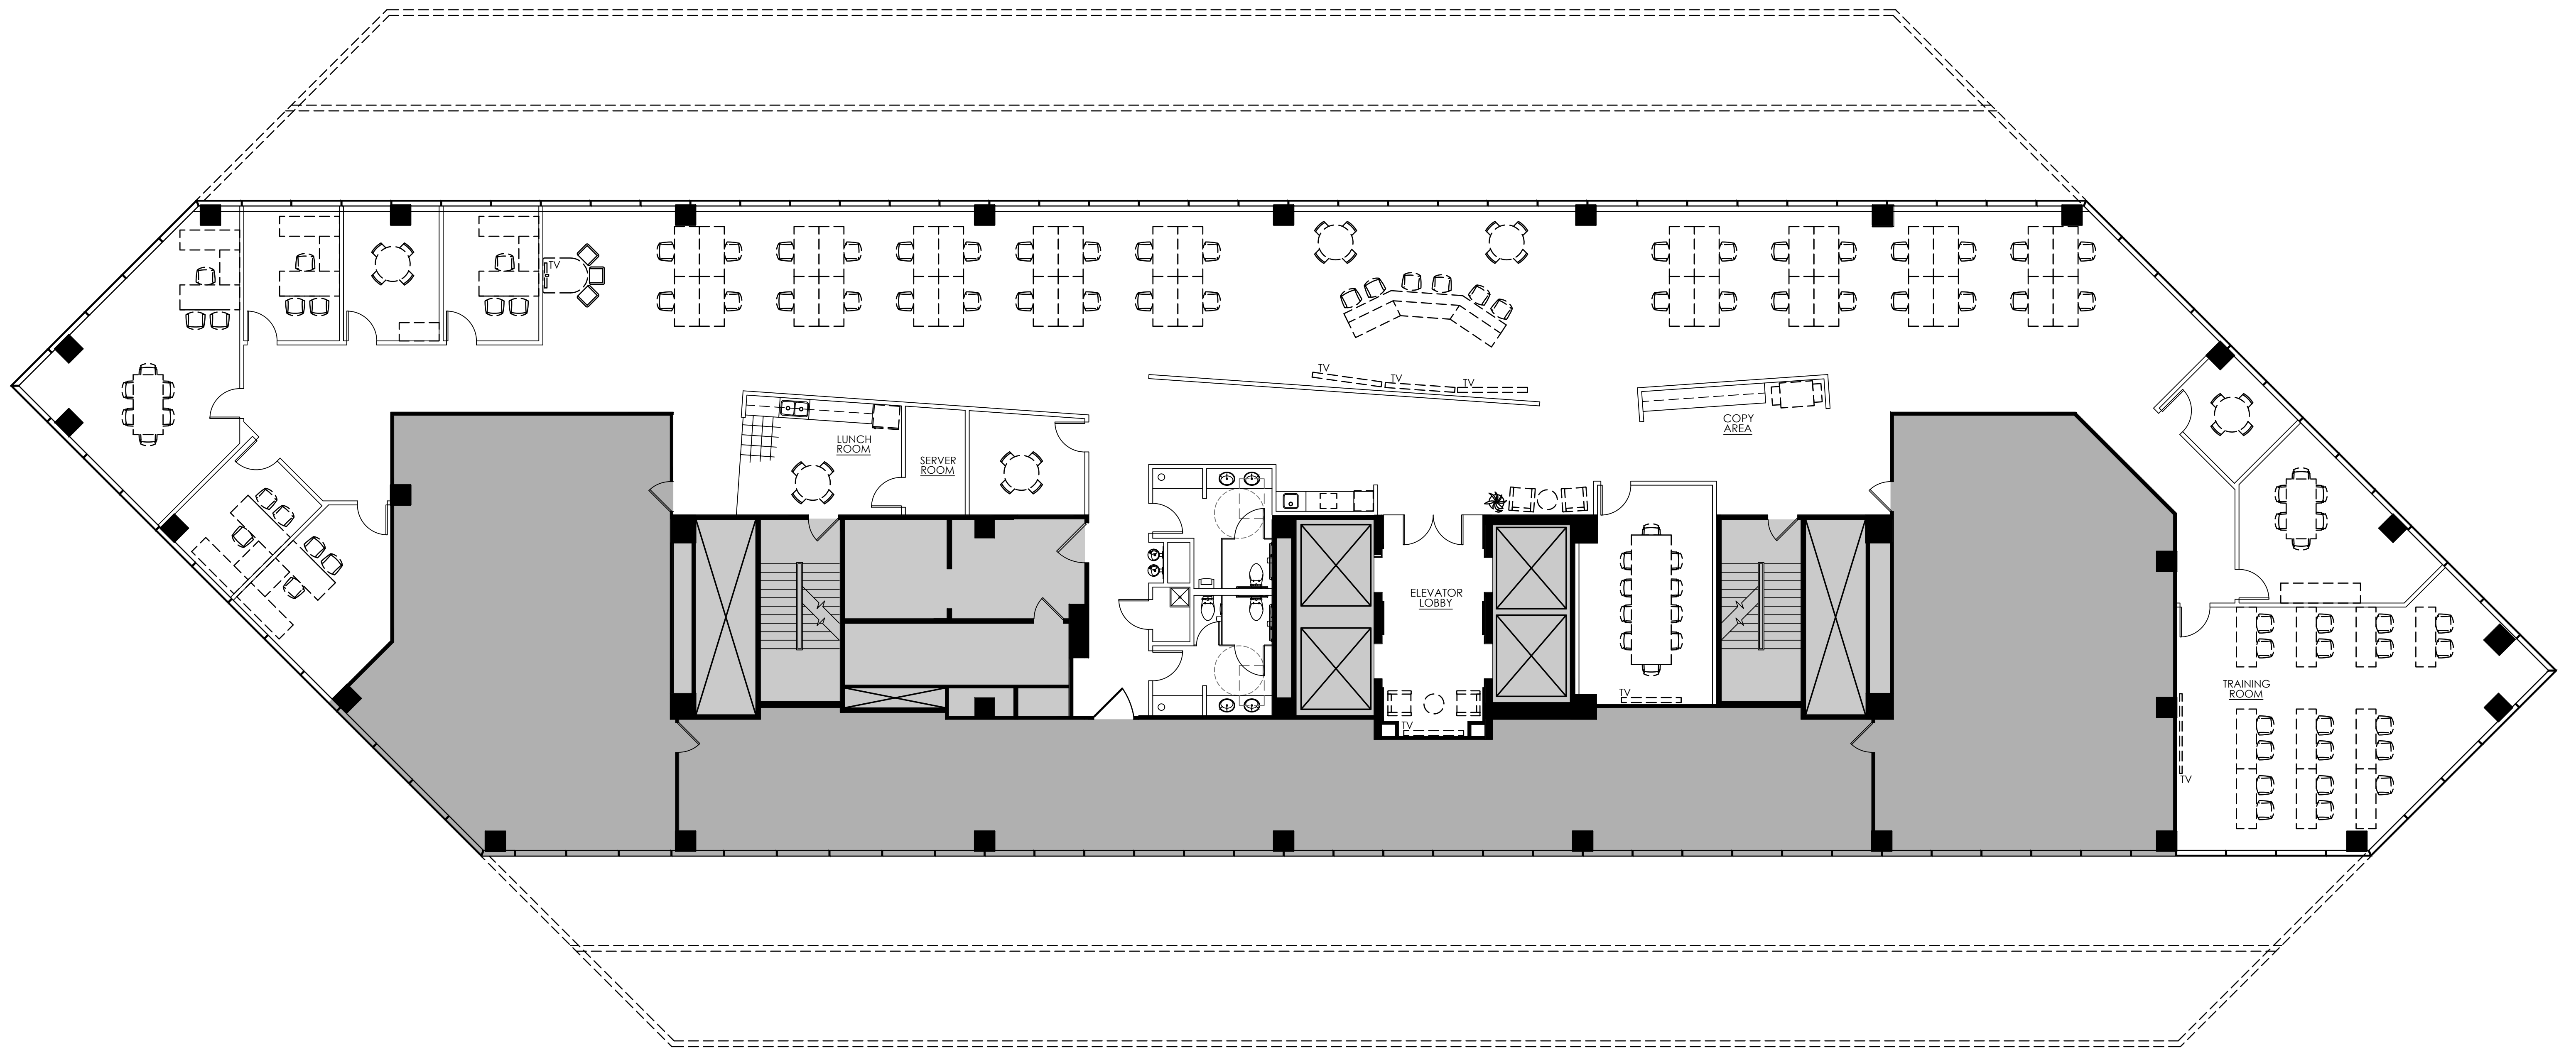 TV
TV
TV
TV
COPY
AREA
LUNCH
ROOM
SERVER
ROOM
ELEVATOR
LOBBY
TRAINING
ROOM
TV
TV
TV